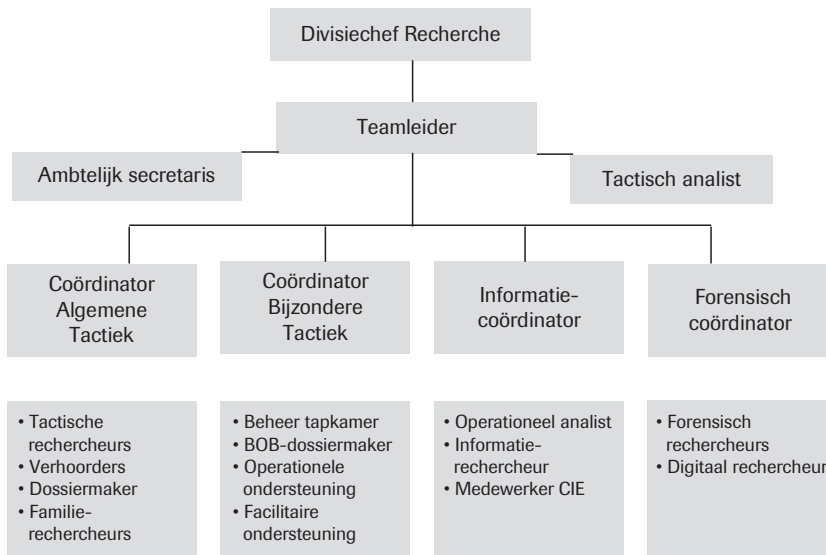 Divisiechef Recherche
Teamleider
Ambtelijk secretaris
Tactisch analist
Coördinator
Algemene
Tactiek
Coördinator
Bijzondere
Tactiek
Informatie-
coördinator
Forensisch
coördinator
• Tactische
rechercheurs
• Verhoorders
• Dossiermaker
• Familie-
rechercheurs
• Beheer tapkamer
• BOB-dossiermaker
• Operationele
ondersteuning
• Facilitaire
ondersteuning
• Operationeel analist
• Informatie-
rechercheur
• Medewerker CIE
• Forensisch
rechercheurs
• Digitaal rechercheur